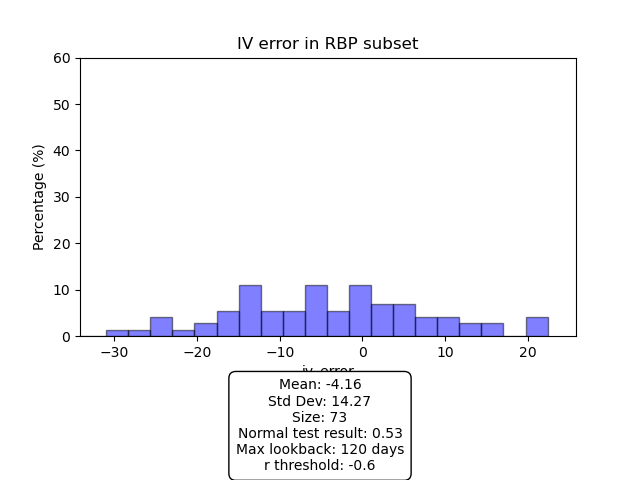 IV error in RBP subset
Percentage (%)
60
50
40
30
20
10
0
−30 −20 −10 0 10 20
iv_error
Mean: -4.16
Std Dev: 14.27
Size: 73
Normal test result: 0.53
Max lookback: 120 days
r threshold: -0.6